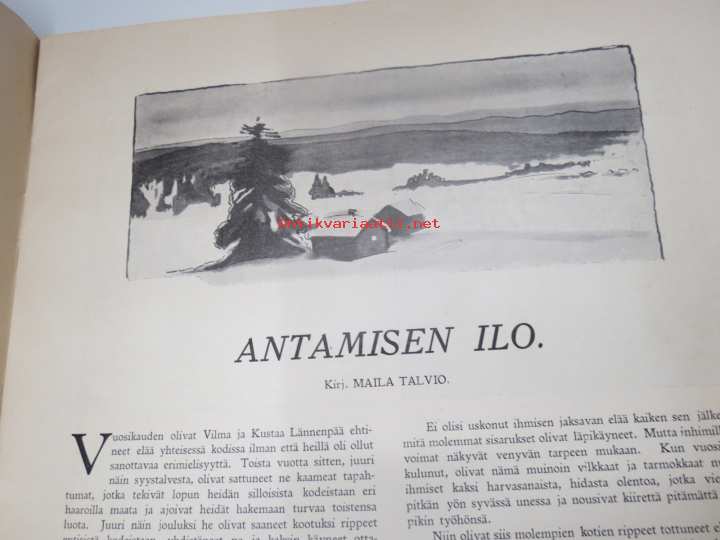 antikvariaatti.net
ANTAMISEN ILO.
Kirj. MAILA TALVIO.
Vuosikauden olivat Vilma ja Kustaa Lännenpää ehti-
neet elää yhteisessä kodissa ilman että heillä oli ollut
sanottavaa erimielisyyttä. Toista vuotta sitten, juuri
näin syystalvesta, olivat sattuneet ne kaameat tapah-
tumat, jotka tekivät lopun heidän silloisista kodeistaan eri
haaroilla maata ja ajoivat heidät hakemaan turvaa toistensa
luota. Juuri näin jouluksi he olivat saaneet kootuksi rippeet
Ei olisi uskonut ihmisen jaksavan elää kaiken sen
mitä molemmat sisarukset olivat läpikäyneet. Mutta
voimat näkyvät venyvän tarpeen mukaan. Kun
kulunut, olivat nämä muinoin vilkkaat ja tarmokkaat
ihmiset kaksi harvasanaista, hidasta olentoa, jotka
pitkän yön syvässä unessa ja nousivat kiirettä pitämättä
pikin työhönsä.
Niin olivat siis molempien kotien rippeet tottuneet